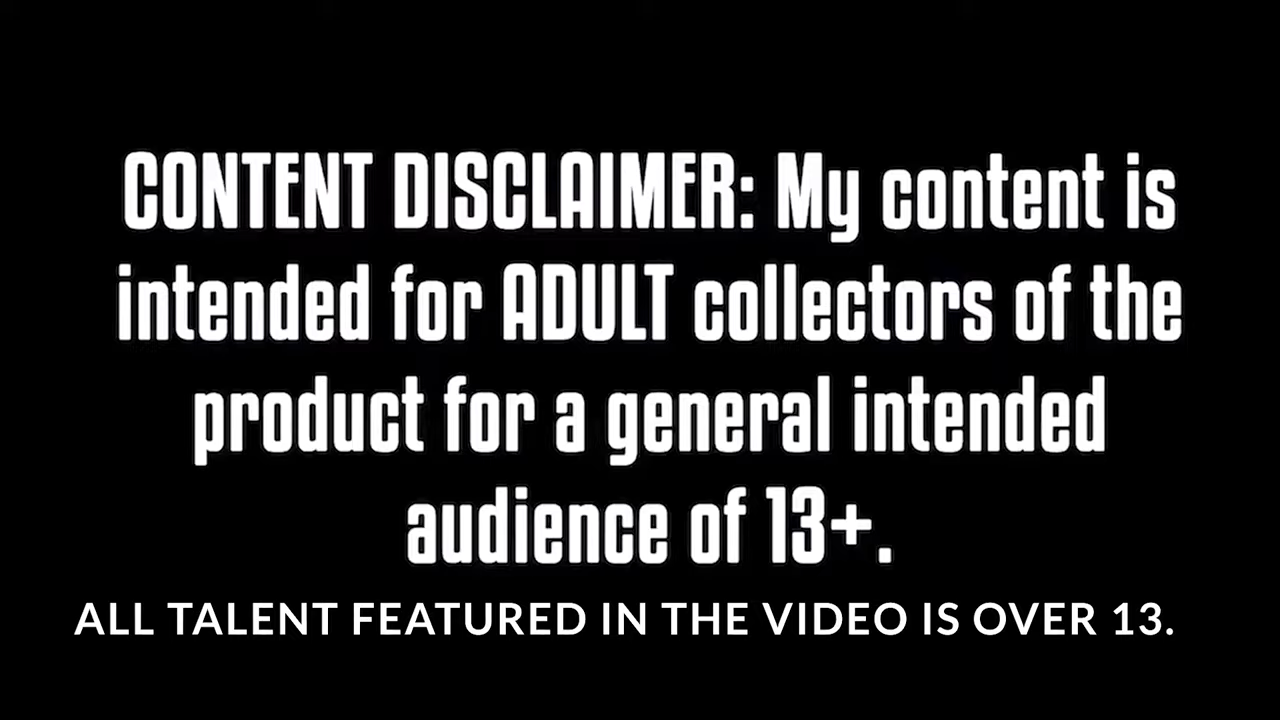 CONTENT DISCLAIMER: My content is
intended for ADULT collectors of the
product for a general intended
audience of 13+.
ALL TALENT FEATURED IN THE VIDEO IS OVER 13.